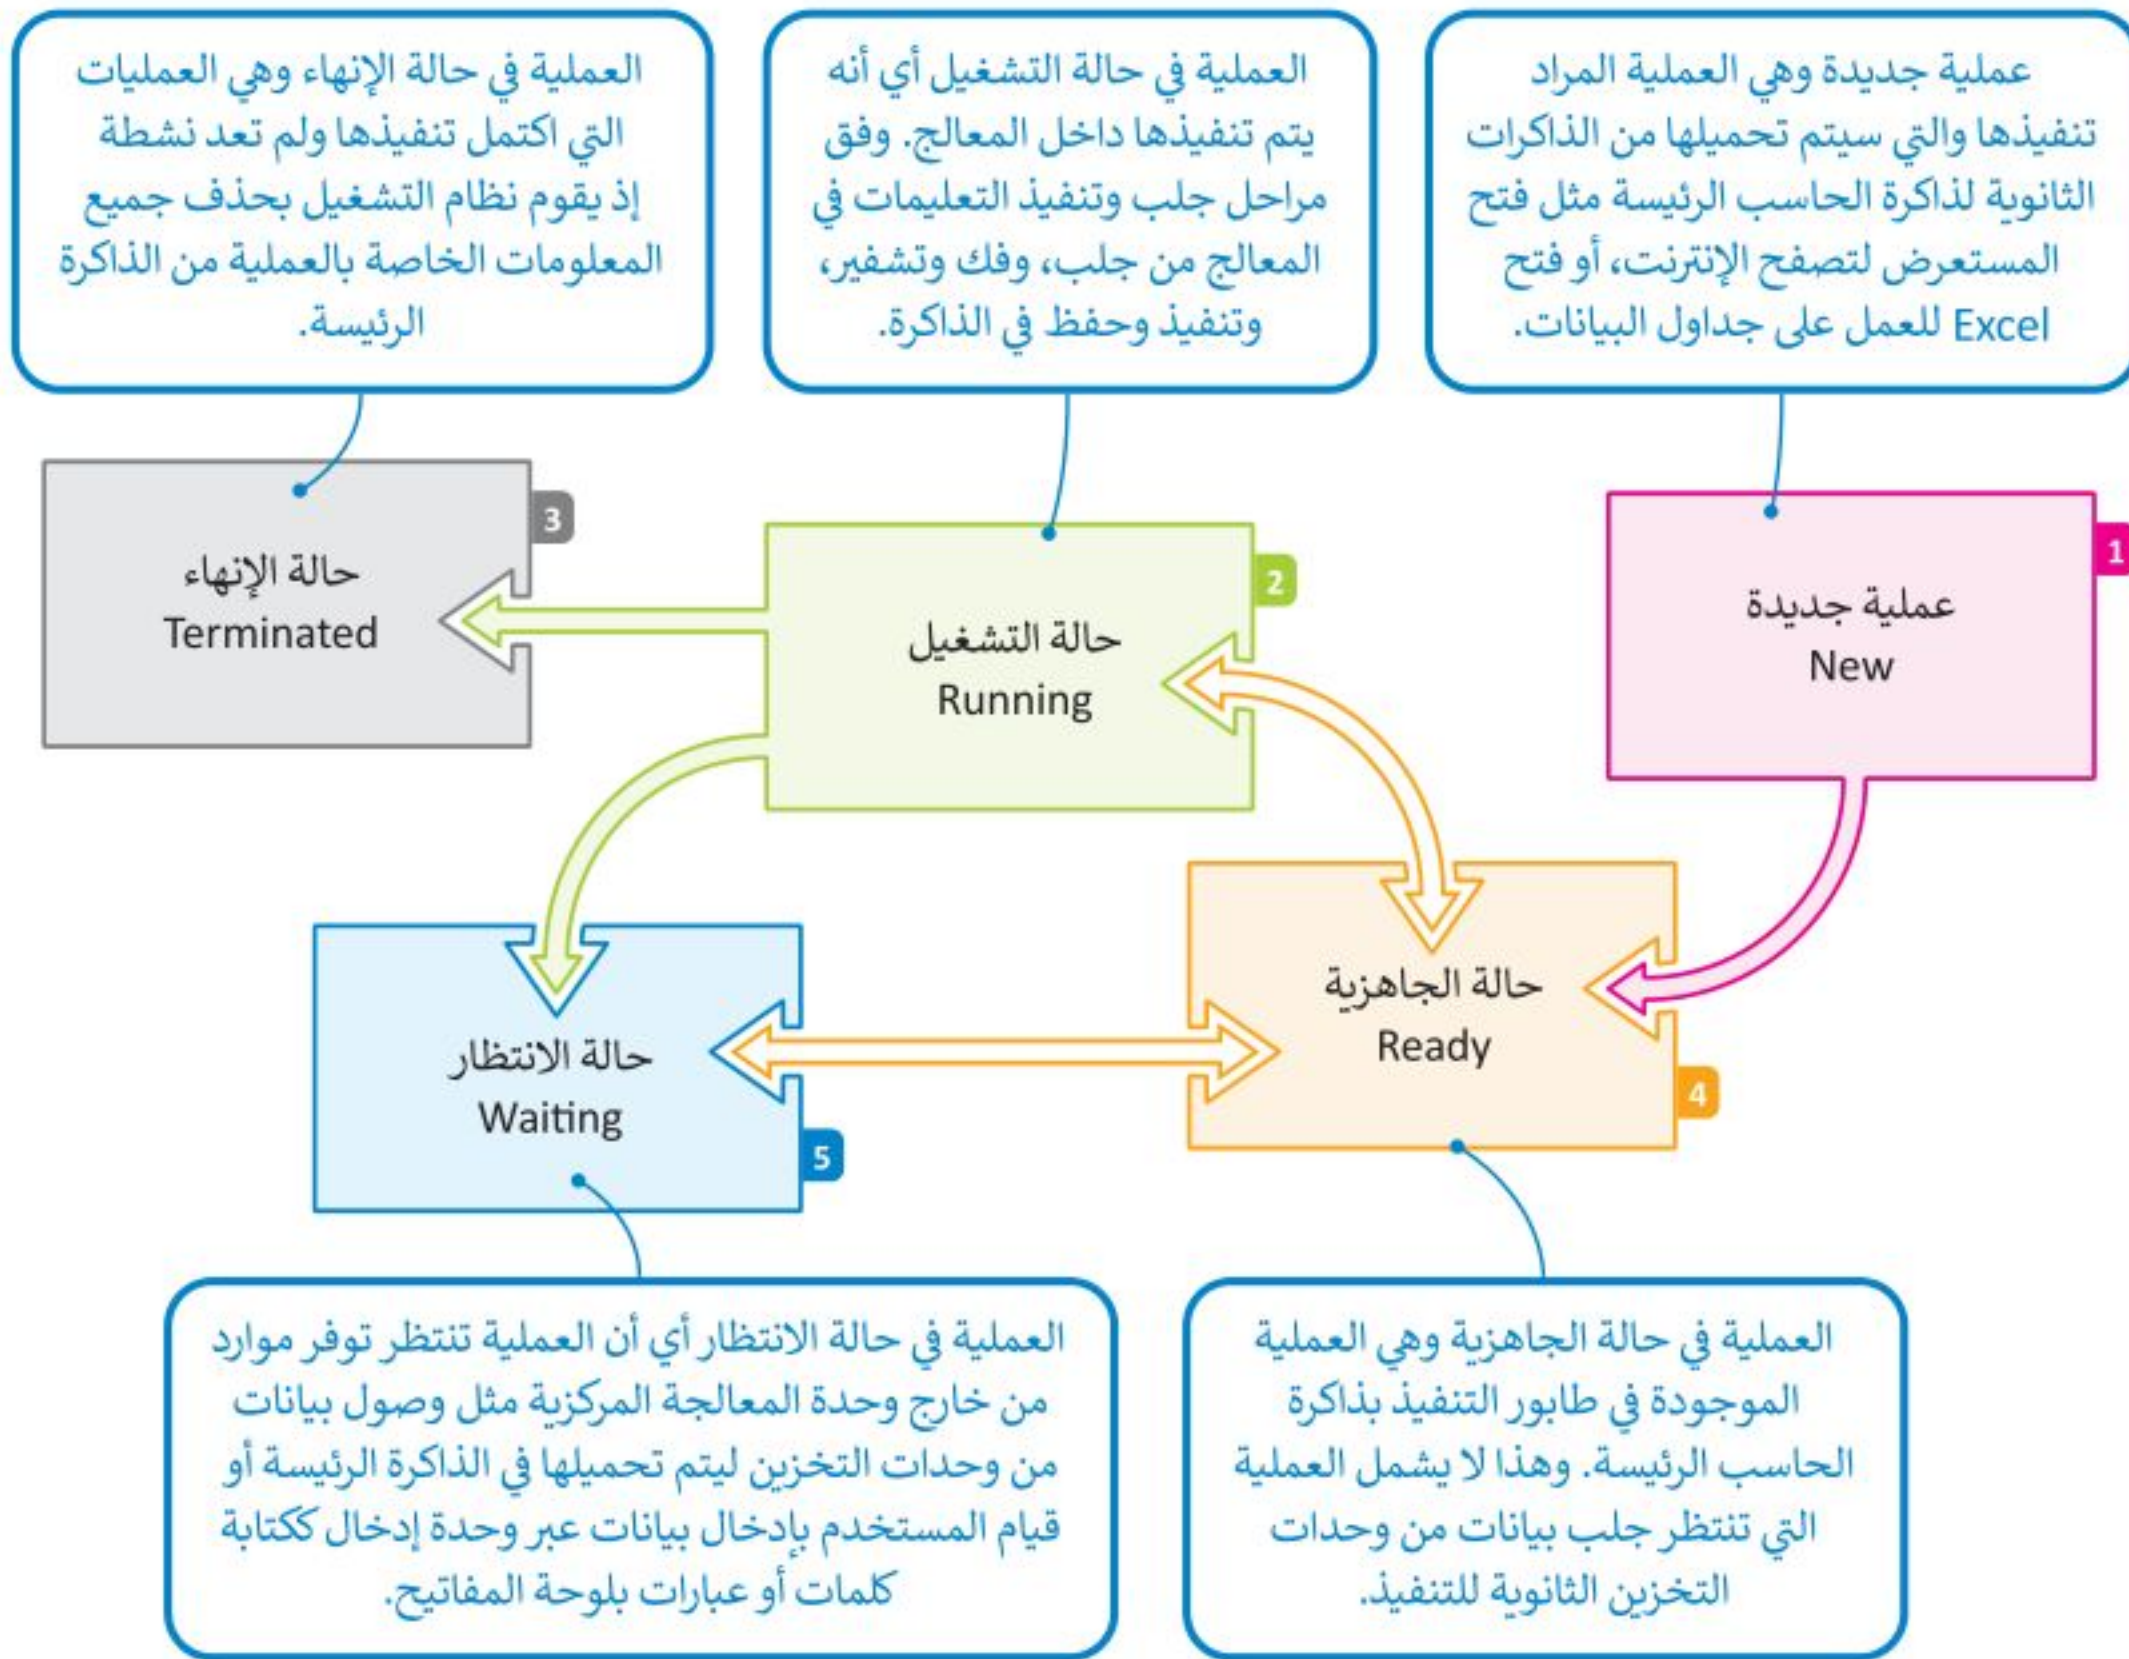 عملية جديدة وهي العملية المراد
تنفيذها والتي سيتم تحميلها من الذاكرات
الثانوية لذاكرة الحاسب الرئيسة مثل فتح
المستعرض لتصفح الإنترنت، أو فتح
Excel للعمل على جداول البيانات.
العملية في حالة التشغيل أي أنه
يتم تنفيذها داخل المعالج. وفق
مراحل جلب وتنفيذ التعليمات في
المعالج من جلب، وفك وتشفير،
وتنفيذ وحفظ في الذاكرة.
العملية في حالة الإنهاء وهي العمليات
التي اكتمل تنفيذها ولم تعد نشطة
إذ يقوم نظام التشغيل بحذف جميع
المعلومات الخاصة بالعملية من الذاكرة
الرئيسة.
1
عملية جديدة
New
2
حالة التشغيل
Running
3
حالة الإنهاء
Terminated
4
حالة الجاهزية
Ready
5
حالة الانتظار
Waiting
العملية في حالة الجاهزية وهي العملية
الموجودة في طابور التنفيذ بذاكرة
الحاسب الرئيسة. وهذا لا يشمل العملية
التي تنتظر جلب بيانات من وحدات
التخزين الثانوية للتنفيذ.
العملية في حالة الانتظار أي أن العملية تنتظر توفر موارد
من خارج وحدة المعالجة المركزية مثل وصول بيانات
من وحدات التخزين ليتم تحميلها في الذاكرة الرئيسة أو
قيام المستخدم بإدخال بيانات عبر وحدة إدخال ككتابة
كلمات أو عبارات بلوحة المفاتيح.